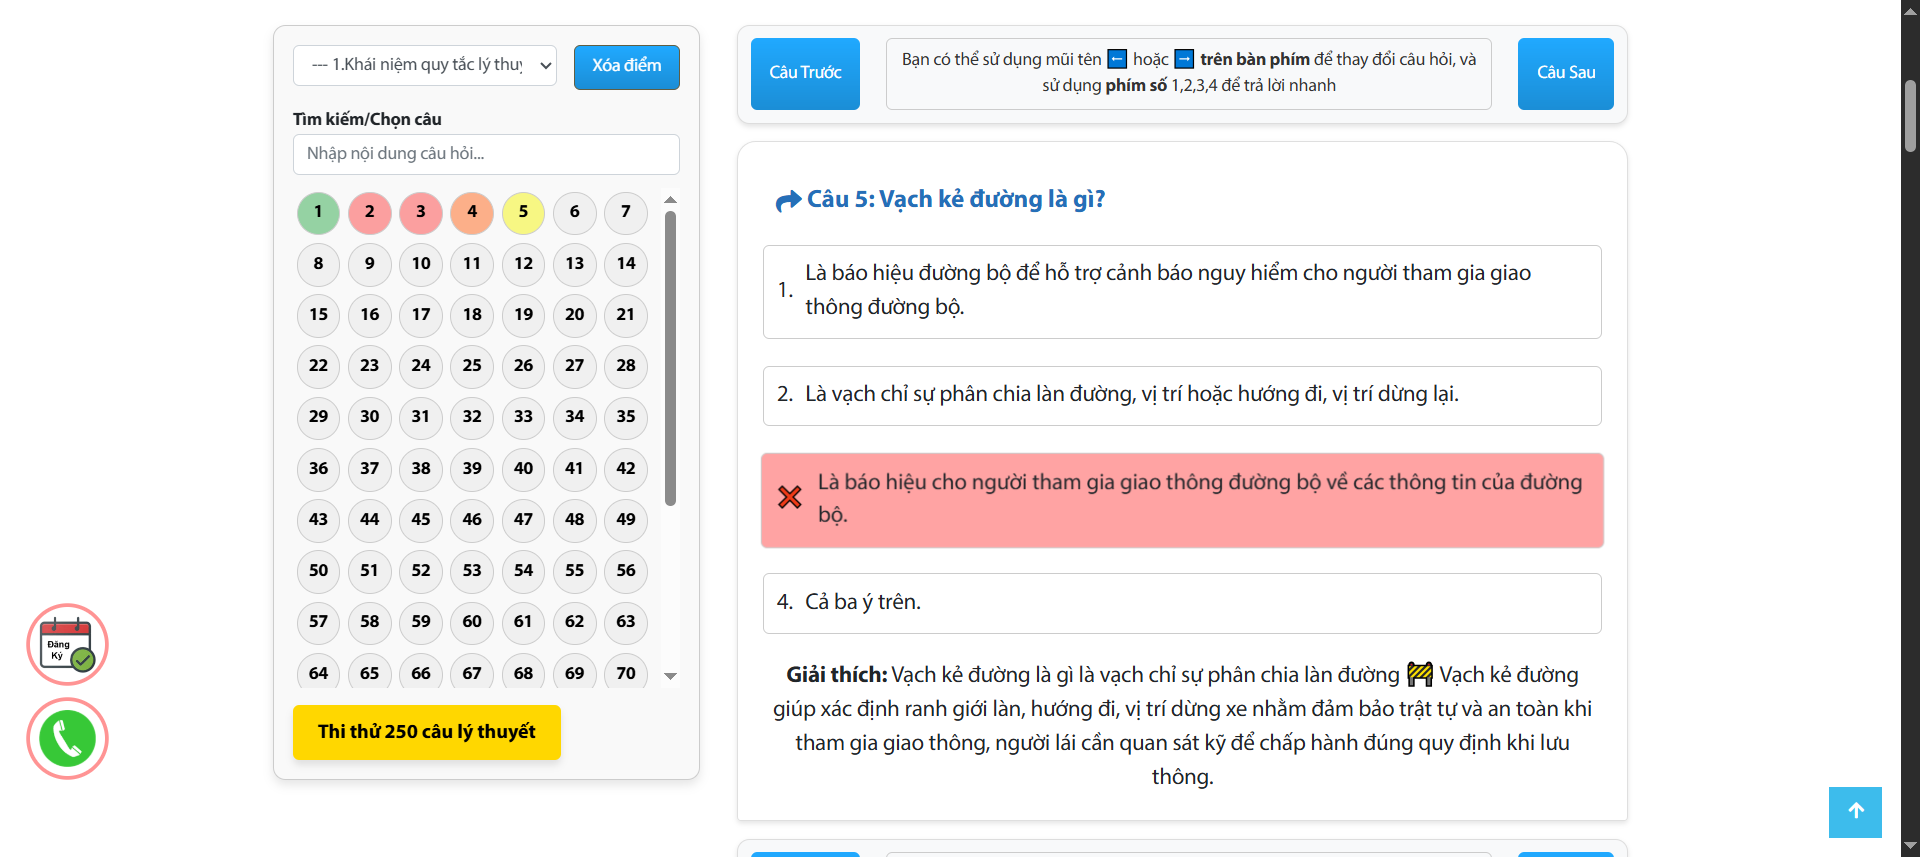 --- 1.Khái niệm quy tắc lý thuy
Xóa điểm
Tìm kiếm/Chọn câu
Nhập nội dung câu hỏi...
1 2 3 4 5 6 7
8 9 10 11 12 13 14
15 16 17 18 19 20 21
22 23 24 25 26 27 28
29 30 31 32 33 34 35
36 37 38 39 40 41 42
43 44 45 46 47 48 49
50 51 52 53 54 55 56
57 58 59 60 61 62 63
64 65 66 67 68 69 70
Thi thử 250 câu lý thuyết
Đăng
Ký
Câu Trước
Bạn có thể sử dụng mũi tên ← hoặc → trên bàn phím để thay đổi câu hỏi, và
sử dụng phím số 1,2,3,4 để trả lời nhanh
Câu Sau
Câu 5: Vạch kẻ đường là gì?
1. Là báo hiệu đường bộ để hỗ trợ cảnh báo nguy hiểm cho người tham gia giao
thông đường bộ.
2. Là vạch chỉ sự phân chia làn đường, vị trí hoặc hướng đi, vị trí dừng lại.
Là báo hiệu cho người tham gia giao thông đường bộ về các thông tin của đường
bộ.
4. Cả ba ý trên.
Giải thích: Vạch kẻ đường là gì là vạch chỉ sự phân chia làn đường 🚧 Vạch kẻ đường
giúp xác định ranh giới làn, hướng đi, vị trí dừng xe nhằm đảm bảo trật tự và an toàn khi
tham gia giao thông, người lái cần quan sát kỹ để chấp hành đúng quy định khi lưu
thông.